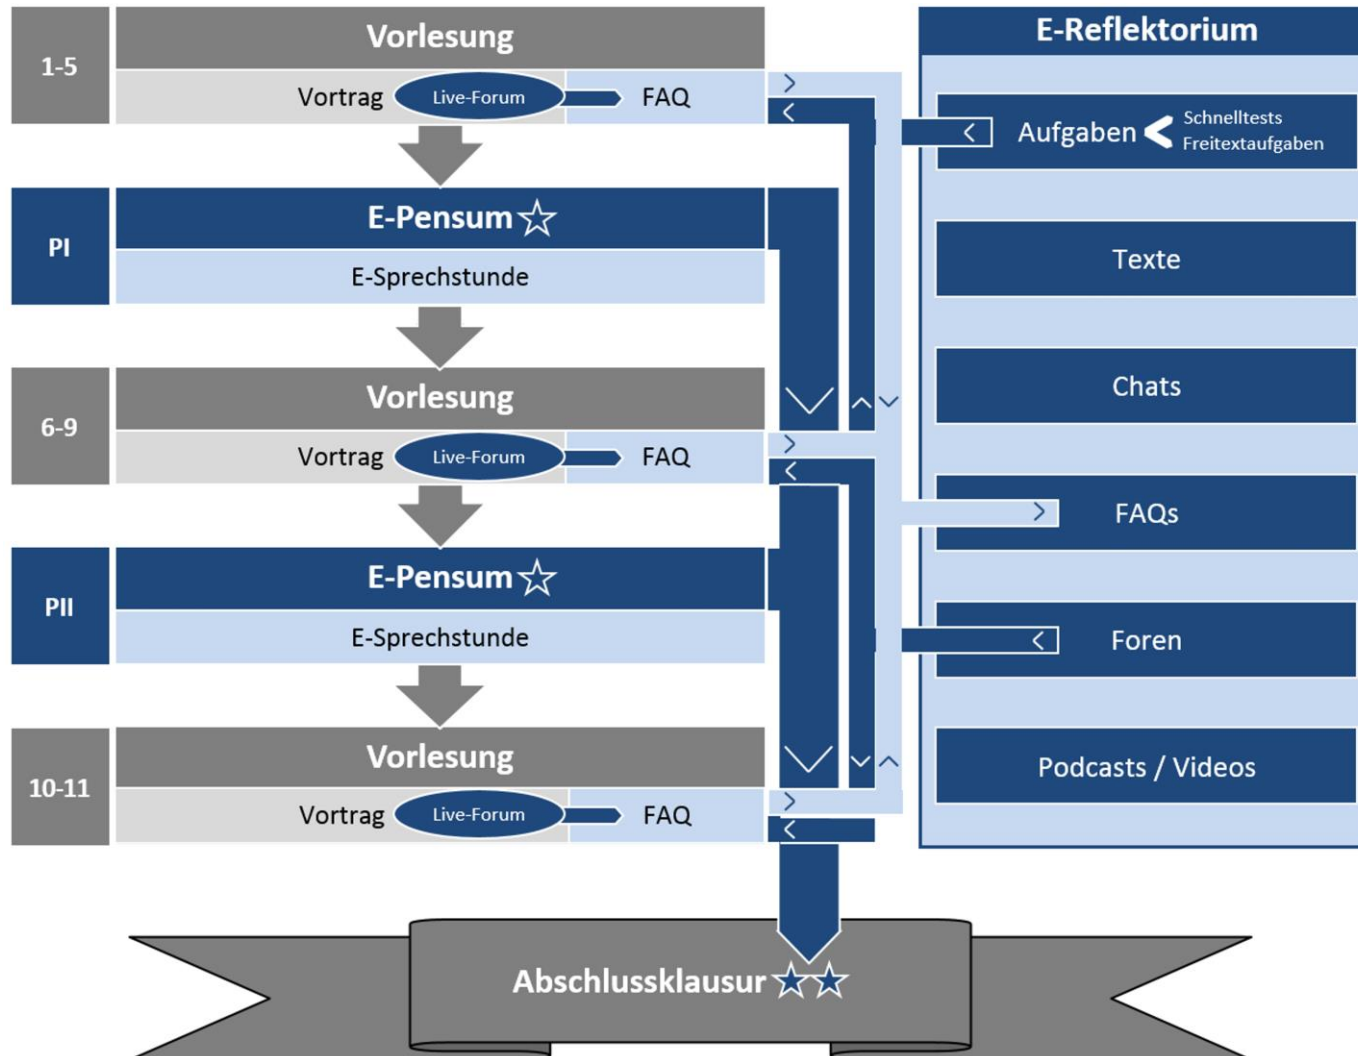 1-5
Vorlesung
Vortrag Live-Forum FAQ
PI
E-Pensum
E-Sprechstunde
6-9
Vorlesung
Vortrag Live-Forum FAQ
PII
E-Pensum
E-Sprechstunde
10-11
Vorlesung
Vortrag Live-Forum FAQ
E-Reflektorium
Aufgaben
Schnelltests
Freitextaufgaben
Texte
Chats
FAQs
Foren
Podcasts / Videos
Abschlussklausur